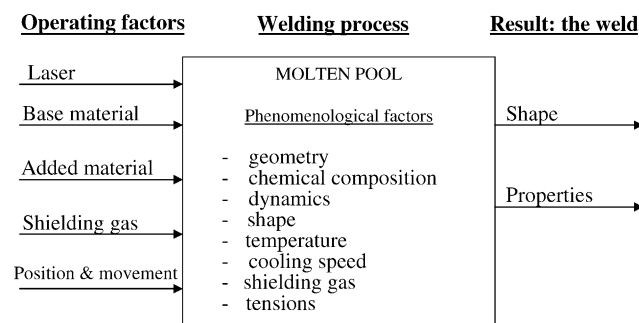 Operating factors
Welding process
Result: the weld
Laser
Base material
Added material
Shielding gas
Position & movement
MOLTEN POOL
Phenomenological factors
- geometry
- chemical composition
- dynamics
- shape
- temperature
- cooling speed
- shielding gas
- tensions
Shape
Properties